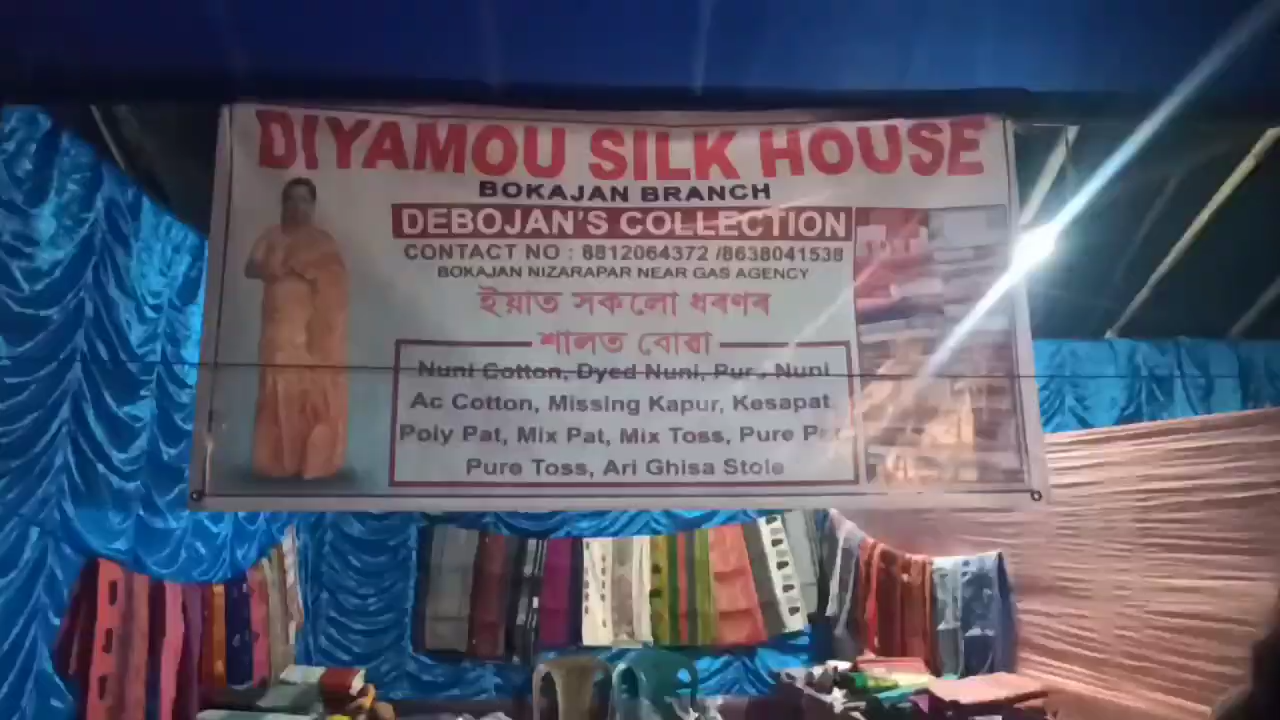 DIYAMOU SILK HOUSE
BOKAJAN BRANCH
DEBOJAN'S COLLECTION
CONTACT NO : 8812064372 /8638041538
BOKAJAN NIZARAPAR NEAR GAS AGENCY
ইয়াত সকলো ধৰণৰ
শালত বোৱা
Nuni Cotton, Dyed Nuni, Pure Nuni
Ac Cotton, Missing Kapur, Kesapat
Poly Pat, Mix Pat, Mix Toss, Pure Pat
Pure Toss, Ari Ghisa Stole